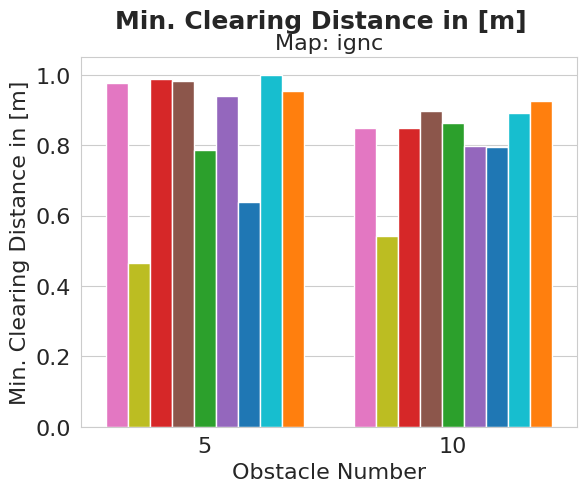 Min. Clearing Distance in [m]
Map: ignc
Min. Clearing Distance in [m]
1.0
0.8
0.6
0.4
0.2
0.0
5 10
Obstacle Number